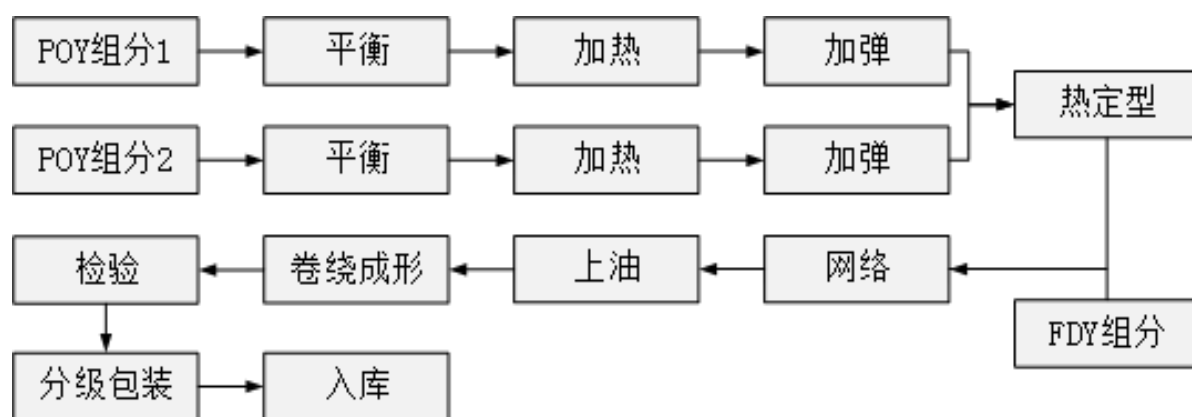 POY组分1
平衡
加热
加弹
热定型
POY组分2
平衡
加热
加弹
检验
卷绕成形
上油
网络
FDY组分
分级包装
入库